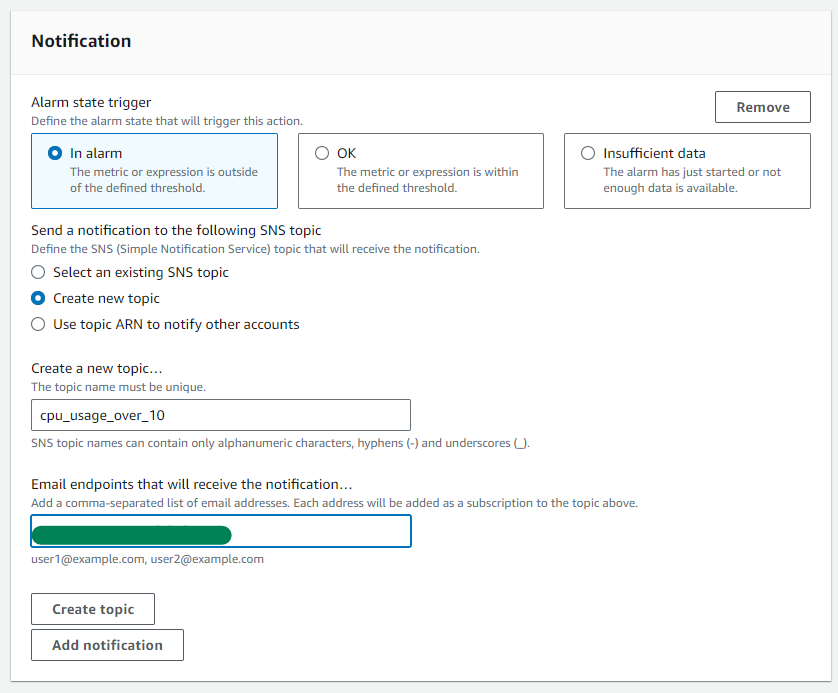 Notification
Alarm state trigger
Define the alarm state that will trigger this action.
Remove
In alarm
The metric or expression is outside
of the defined threshold.
OK
The metric or expression is within
the defined threshold.
Insufficient data
The alarm has just started or not
enough data is available.
Send a notification to the following SNS topic
Define the SNS (Simple Notification Service) topic that will receive the notification.
Select an existing SNS topic
Create new topic
Use topic ARN to notify other accounts
Create a new topic…
The topic name must be unique.
cpu_usage_over_10
SNS topic names can contain only alphanumeric characters, hyphens (-) and underscores (_).
Email endpoints that will receive the notification…
Add a comma-separated list of email addresses. Each address will be added as a subscription to the topic above.
user1@example.com, user2@example.com
Create topic
Add notification